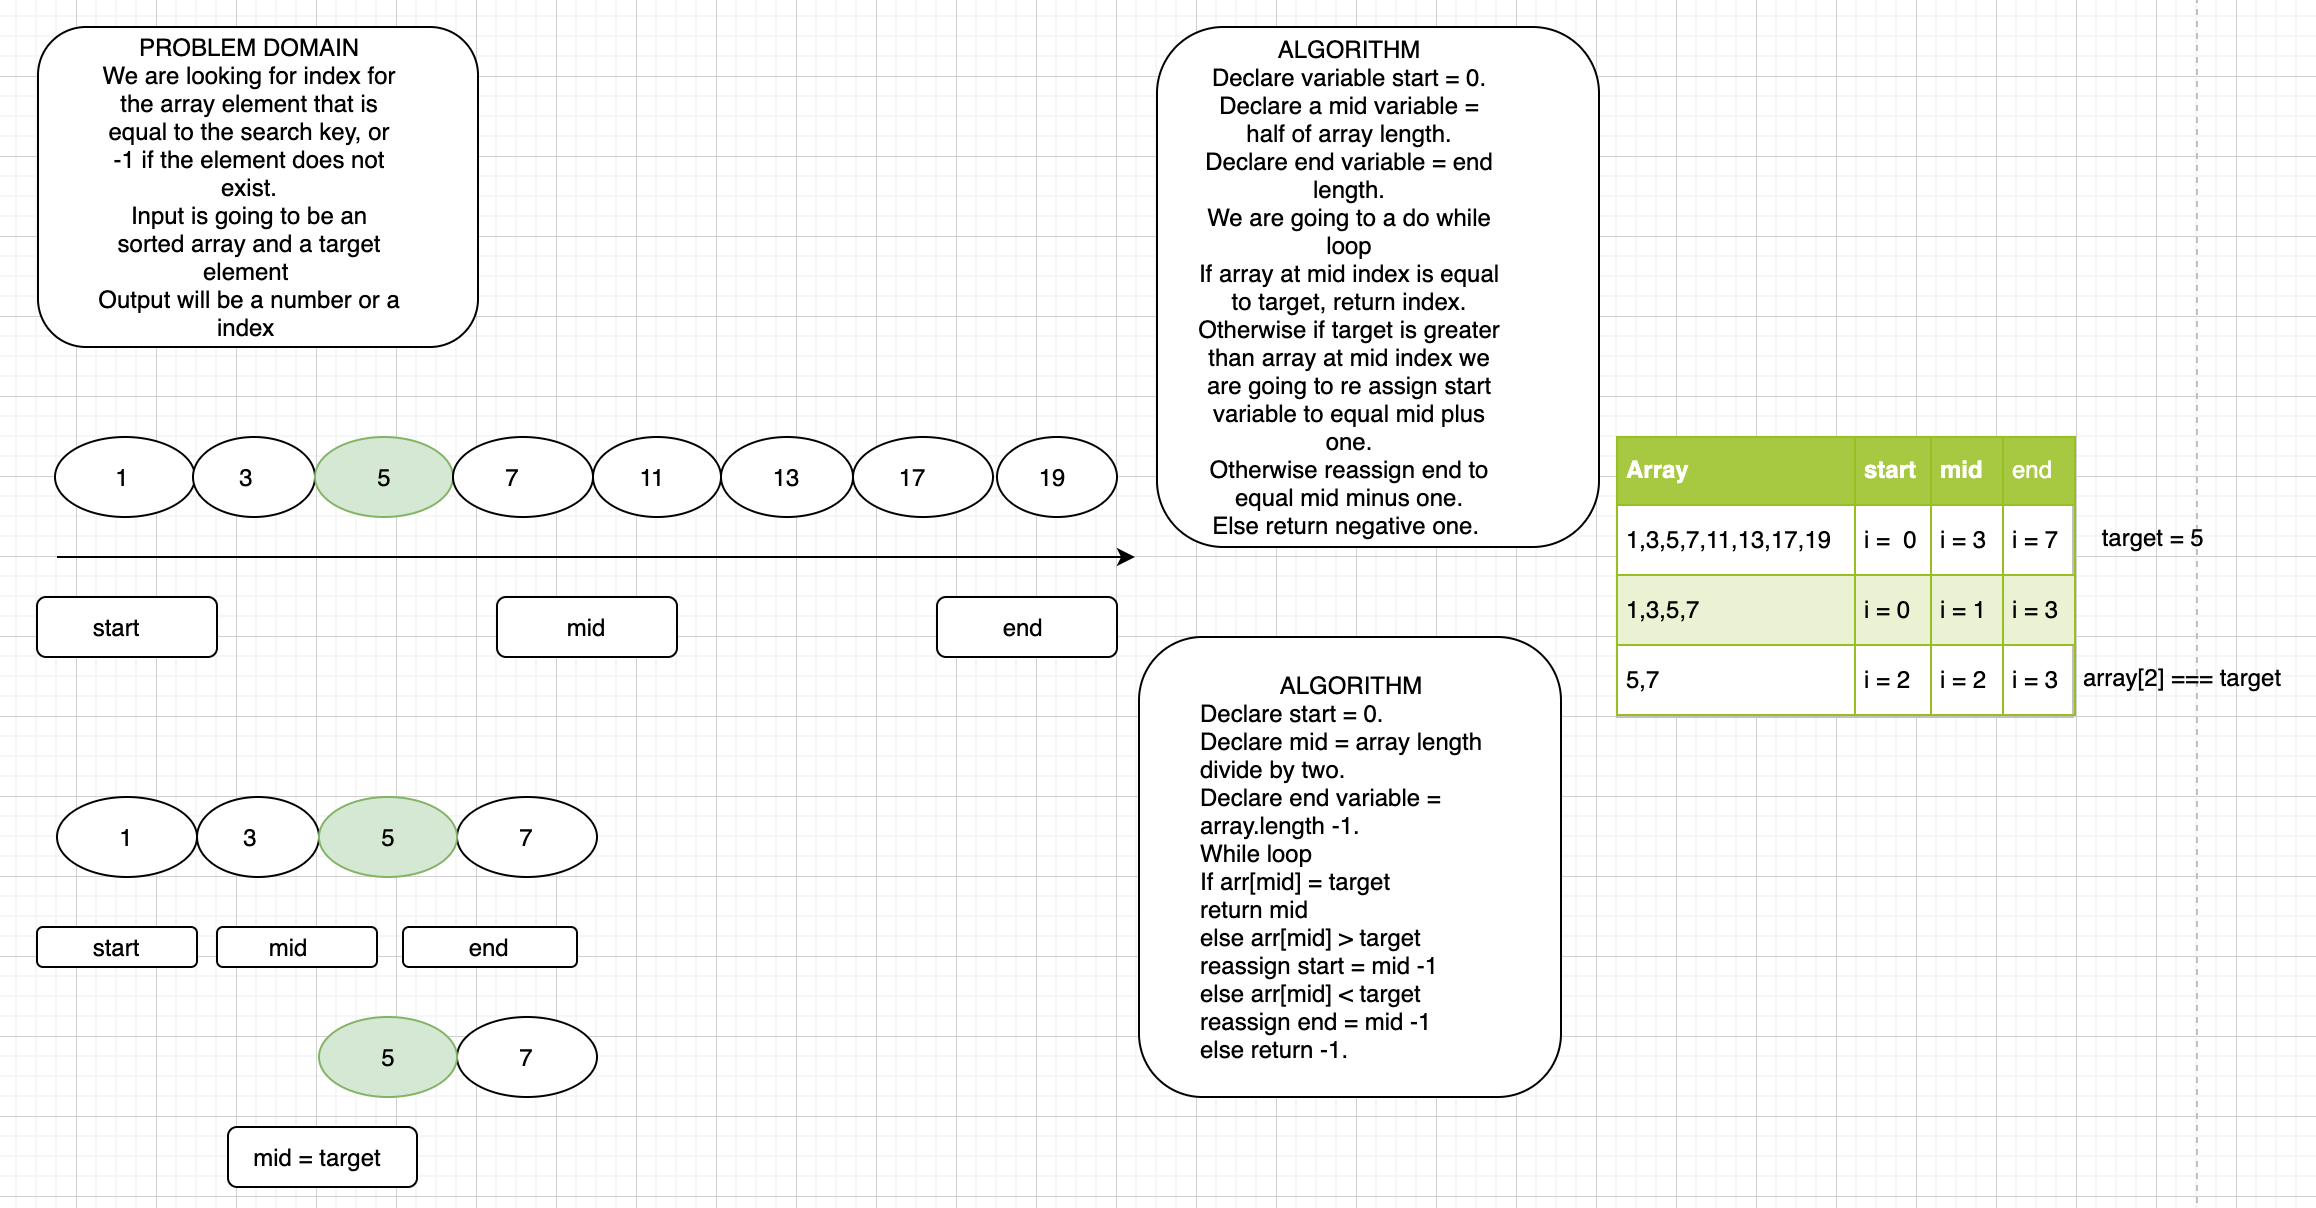 PROBLEM DOMAIN
We are looking for index for
the array element that is
equal to the search key, or
-1 if the element does not
exist.
Input is going to be an
sorted array and a target
element
Output will be a number or a
index
ALGORITHM
Declare variable start = 0.
Declare a mid variable =
half of array length.
Declare end variable = end
length.
We are going to a do while
loop
If array at mid index is equal
to target, return index.
Otherwise if target is greater
than array at mid index we
are going to re assign start
variable to equal mid plus
one.
Otherwise reassign end to
equal mid minus one.
Else return negative one.
1 3 5 7 11 13 17 19
start mid end
Array start mid end
1,3,5,7,11,13,17,19 i = 0 i = 3 i = 7 target = 5
1,3,5,7 i = 0 i = 1 i = 3
5,7 i = 2 i = 2 i = 3 array[2] === target
ALGORITHM
Declare start = 0.
Declare mid = array length
divide by two.
Declare end variable =
array.length -1.
While loop
If arr[mid] = target
return mid
else arr[mid] > target
reassign start = mid -1
else arr[mid] < target
reassign end = mid -1
else return -1.
1 3 5 7
start mid end
5 7
mid = target